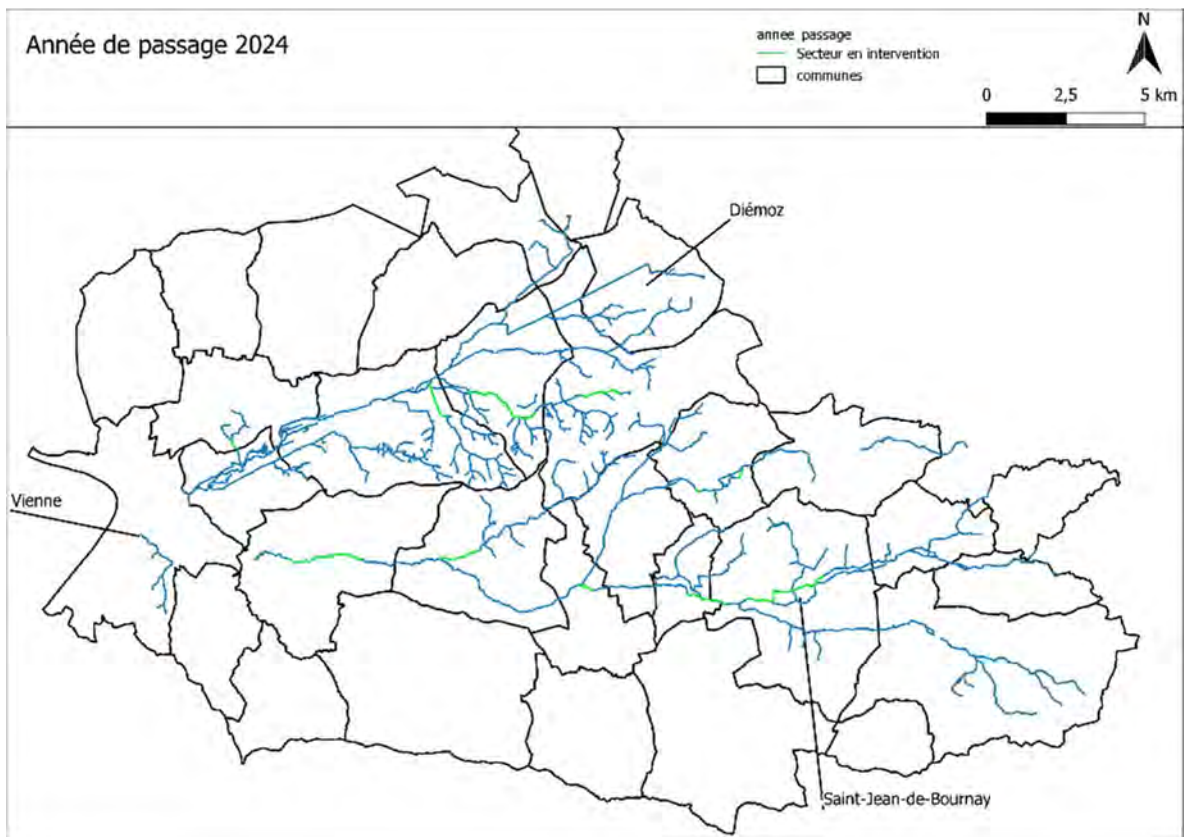 Année de passage 2024
annee passage
Secteur en intervention
communes
N
0 2,5 5 km
Diémoz
Vienne
Saint-Jean-de-Bournay